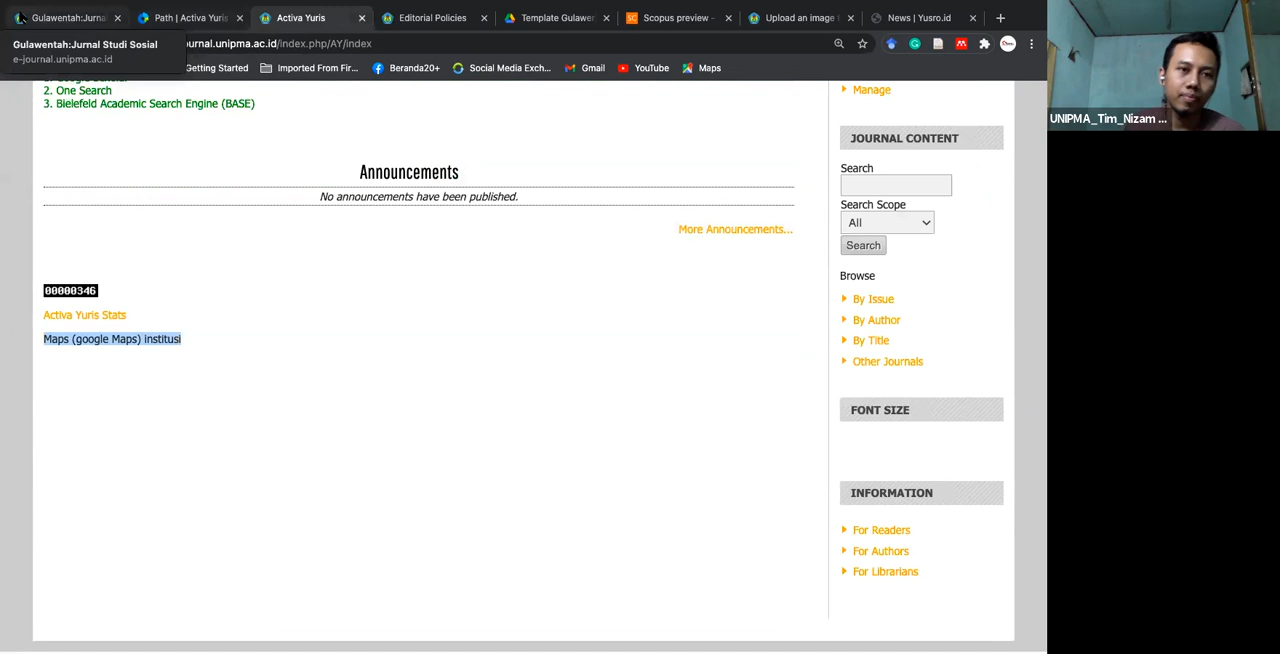 Gulawentah:Jurnal
Path | Activa Yuris
Activa Yuris
Editorial Policies
Template Gulawen
Scopus preview -
Upload an image
News | Yusro.id
Gulawentah:Jurnal Studi Sosial
e-journal.unipma.ac.id
ournal.unipma.ac.id/index.php/AY/index
Getting Started
Imported From Fir...
Beranda20+
Social Media Exch...
Gmail
YouTube
Maps
2. One Search
3. Bielefeld Academic Search Engine (BASE)
Announcements
No announcements have been published.
More Announcements...
00000346
Activa Yuris Stats
Maps (google Maps) institusi
Manage
JOURNAL CONTENT
Search
Search Scope
All
Search
Browse
By Issue
By Author
By Title
Other Journals
FONT SIZE
INFORMATION
For Readers
For Authors
For Librarians
UNIPMA_Tim_Nizam ...